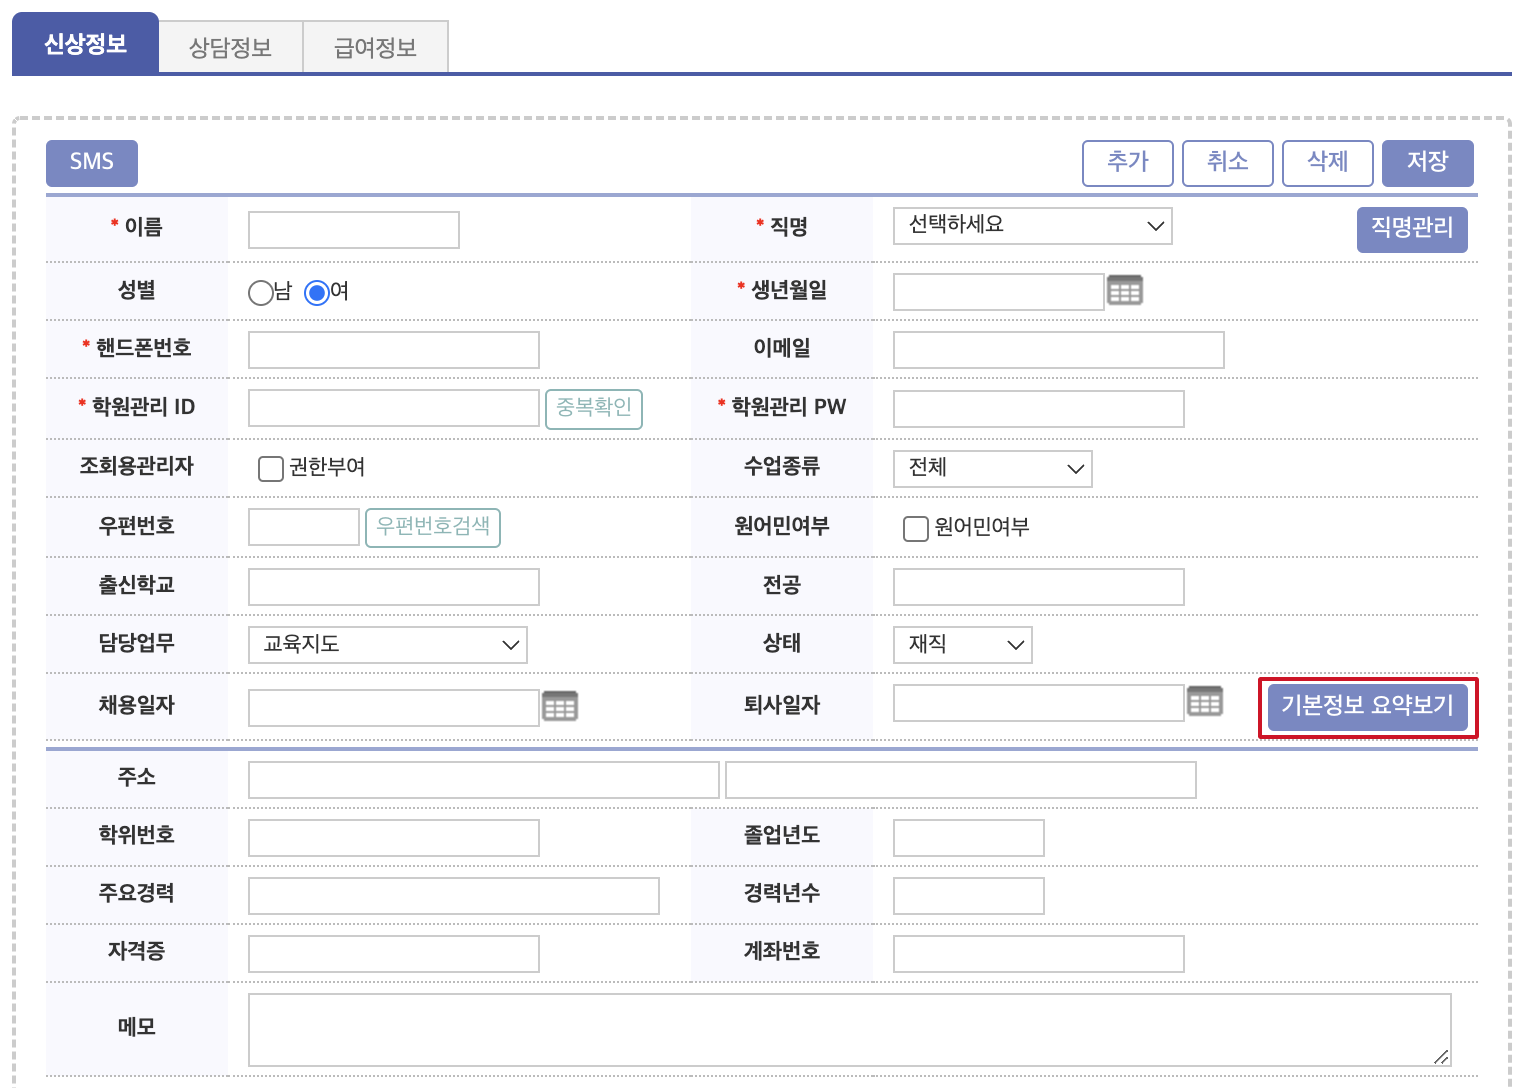 신상정보 상담정보 급여정보
SMS 추가 취소 삭제 저장
* 이름 * 직명 선택하세요 직명관리
성별 남 여 * 생년월일
* 핸드폰번호 이메일
* 학원관리 ID 중복확인 * 학원관리 PW
조회용관리자 권한부여 수업종류 전체
우편번호 우편번호검색 원어민여부 원어민여부
출신학교 전공
담당업무 교육지도 상태 재직
채용일자 퇴사일자 기본정보 요약보기
주소
학위번호 졸업년도
주요경력 경력년수
자격증 계좌번호
메모